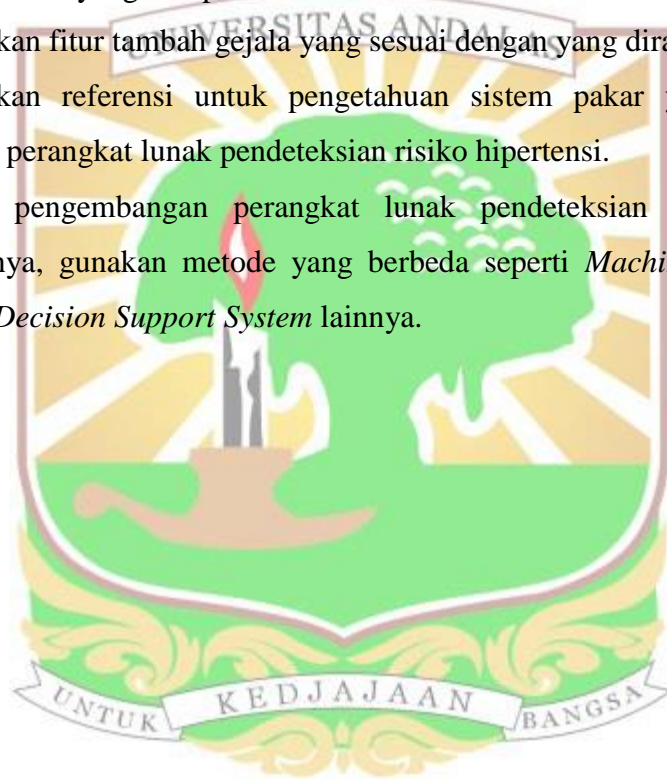 UNIVERSITAS ANDALAS
kan fitur tambah gejala yang sesuai dengan yang dira
kan referensi untuk pengetahuan sistem pakar
perangkat lunak pendeteksian risiko hipertensi.
pengembangan perangkat lunak pendeteksian
nya, gunakan metode yang berbeda seperti Machi
Decision Support System lainnya.
UNTUK KEDJAJAAN BANGSA